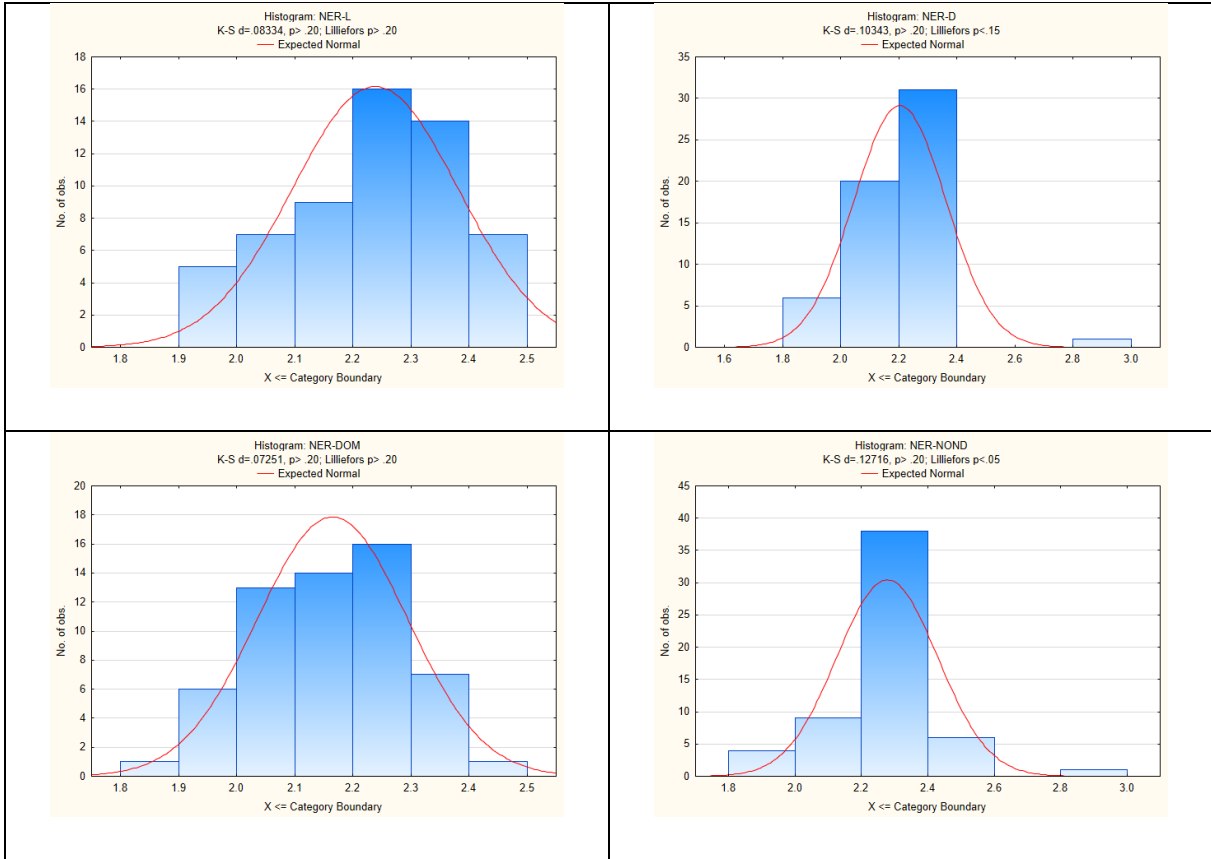 Histogram: NER-L
K-S d=.08334, p> .20; Lilliefors p> .20
Expected Normal
18
16
14
12
10
8
6
4
2
0
No. of obs.
1.8 1.9 2.0 2.1 2.2 2.3 2.4 2.5
X <= Category Boundary
Histogram: NER-D
K-S d=.10343, p> .20; Lilliefors p<.15
Expected Normal
35
30
25
20
15
10
5
0
No. of obs.
1.6 1.8 2.0 2.2 2.4 2.6 2.8 3.0
X <= Category Boundary
Histogram: NER-DOM
K-S d=.07251, p> .20; Lilliefors p> .20
Expected Normal
20
18
16
14
12
10
8
6
4
2
0
No. of obs.
1.8 1.9 2.0 2.1 2.2 2.3 2.4 2.5
X <= Category Boundary
Histogram: NER-NOND
K-S d=.12716, p> .20; Lilliefors p<.05
Expected Normal
45
40
35
30
25
20
15
10
5
0
No. of obs.
1.8 2.0 2.2 2.4 2.6 2.8 3.0
X <= Category Boundary